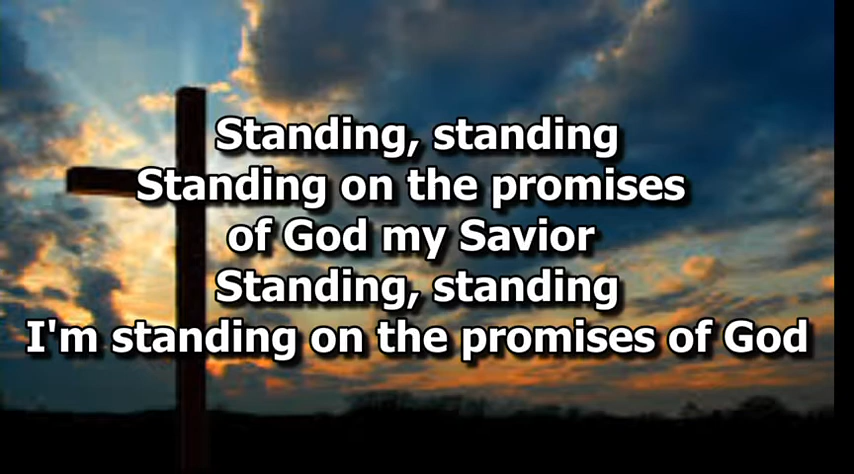 Standing, standing
Standing on the promises
of God my Savior
Standing, standing
I'm standing on the promises of God